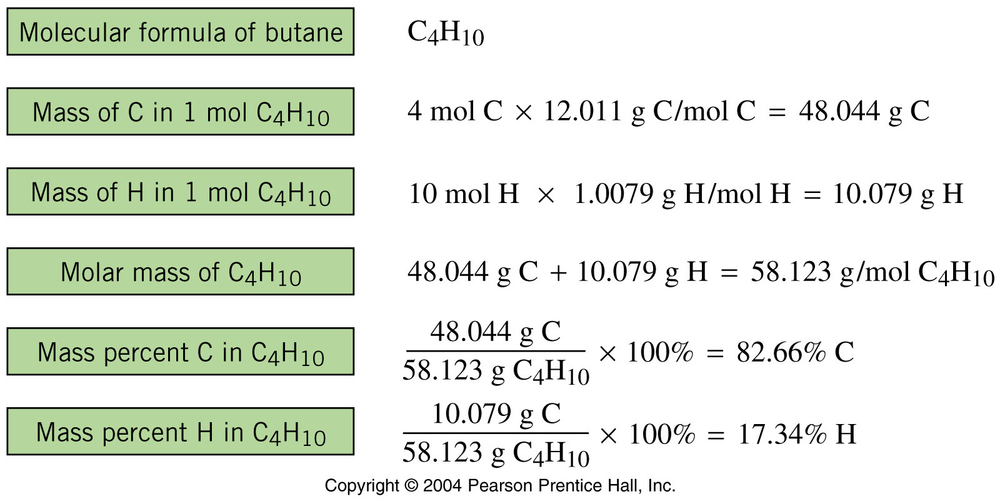 Molecular formula of butane C₄H₁₀
Mass of C in 1 mol C₄H₁₀ 4 mol C × 12.011 g C/mol C = 48.044 g C
Mass of H in 1 mol C₄H₁₀ 10 mol H × 1.0079 g H/mol H = 10.079 g H
Molar mass of C₄H₁₀ 48.044 g C + 10.079 g H = 58.123 g/mol C₄H₁₀
48.044 g C
Mass percent C in C₄H₁₀ × 100% = 82.66% C
58.123 g C₄H₁₀
10.079 g C
Mass percent H in C₄H₁₀ × 100% = 17.34% H
58.123 g C₄H₁₀
Copyright © 2004 Pearson Prentice Hall, Inc.